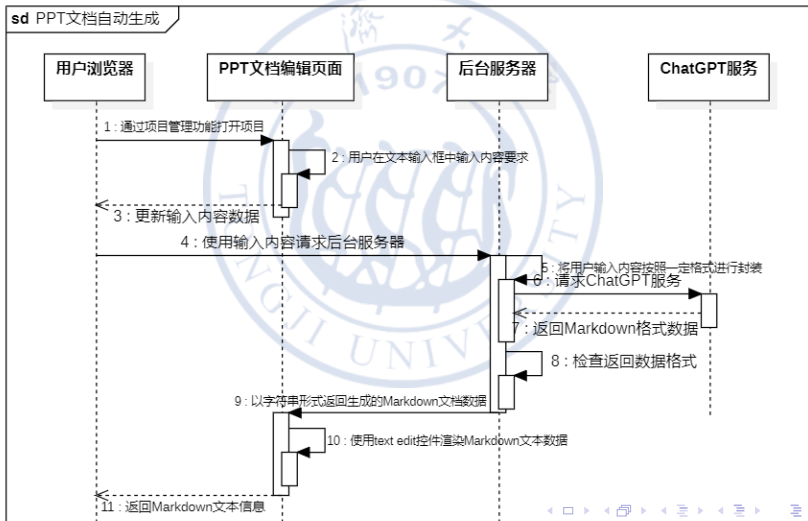 sd PPT文档自动生成
用户浏览器
PPT文档编辑页面
后台服务器
ChatGPT服务
1907
1 : 通过项目管理功能打开项目
2 : 用户在文本输入框中输入内容要求
3 : 更新输入内容数据
4 : 使用输入内容请求后台服务器
5 : 将用户输入内容按照一定格式进行封装
6 : 请求ChatGPT服务
7 : 返回Markdown格式数据
8 : 检查返回数据格式
9 : 以字符串形式返回生成的Markdown文档数据
10 : 使用text edit控件渲染Markdown文本数据
11 : 返回Markdown文本信息
TONGJI UNIVERSITY